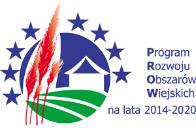 Program
Rozwoju
Obszarów
Wiejskich
na lata 2014-2020